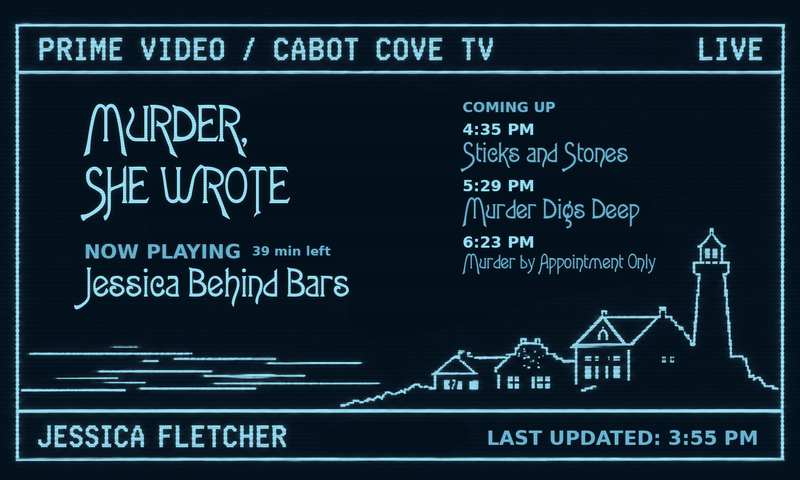 PRIME VIDEO / CABOT COVE TV
LIVE
MURDER,
SHE WROTE
NOW PLAYING 39 min left
Jessica Behind Bars
COMING UP
4:35 PM
Sticks and Stones
5:29 PM
Murder Digs Deep
6:23 PM
Murder by Appointment Only
JESSICA FLETCHER
LAST UPDATED: 3:55 PM